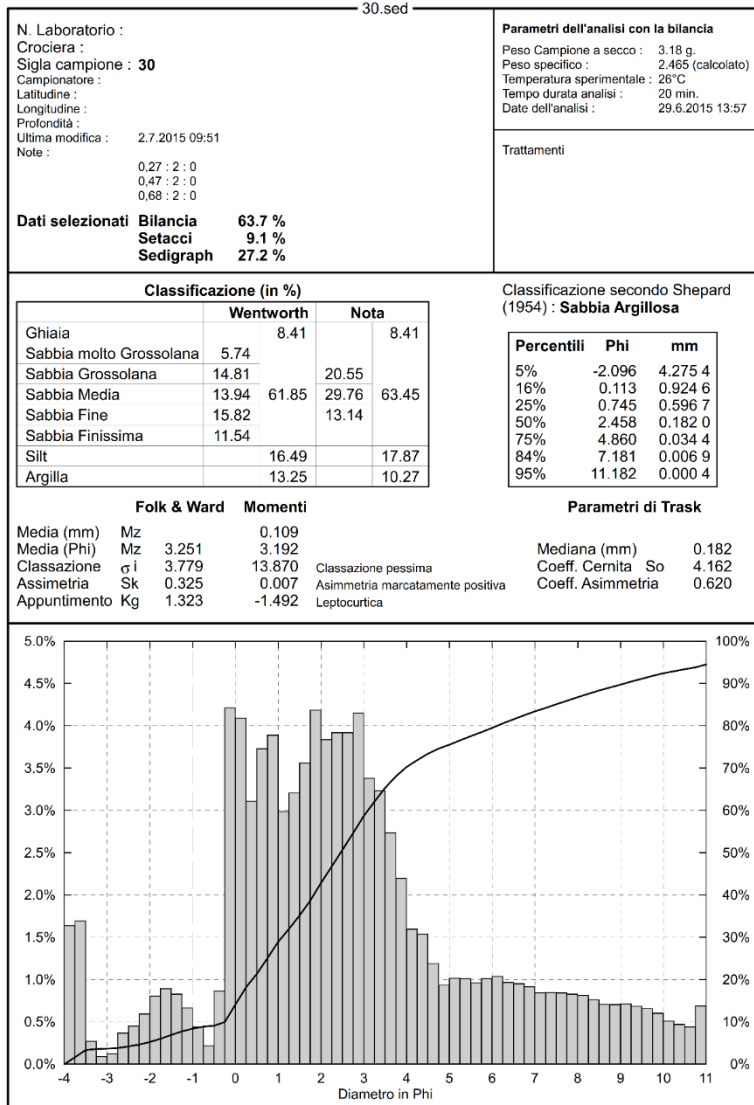 30.sed
N. Laboratorio :
Crociera :
Sigla campione : 30
Campionatore :
Latitudine :
Longitudine :
Profondità :
Ultima modifica : 2.7.2015 09:51
Note :
0,27 : 2 : 0
0,47 : 2 : 0
0,68 : 2 : 0
Dati selezionati Bilancia 63.7 %
Setacci 9.1 %
Sedigraph 27.2 %
Parametri dell'analisi con la bilancia
Peso Campione a secco : 3.18 g.
Peso specifico : 2.465 (calcolato)
Temperatura sperimentale : 26°C
Tempo durata analisi : 20 min.
Date dell'analisi : 29.6.2015 13:57
Trattamenti
Classificazione (in %)
Wentworth Nota
Ghiaia 8.41 8.41
Sabbia molto Grossolana 5.74
Sabbia Grossolana 14.81 20.55
Sabbia Media 13.94 61.85 29.76 63.45
Sabbia Fine 15.82 13.14
Sabbia Finissima 11.54
Silt 16.49 17.87
Argilla 13.25 10.27
Classificazione secondo Shepard
(1954) : Sabbia Argillosa
Percentili Phi mm
5% -2.096 4.275 4
16% 0.113 0.924 6
25% 0.745 0.596 7
50% 2.458 0.182 0
75% 4.860 0.034 4
84% 7.181 0.006 9
95% 11.182 0.000 4
Folk & Ward Momenti
Media (mm) Mz 0.109
Media (Phi) Mz 3.251 3.192
Classazione σ i 3.779 13.870 Classazione pessima
Assimetria Sk 0.325 0.007 Asimmetria marcatamente positiva
Appuntimento Kg 1.323 -1.492 Leptocurtica
Parametri di Trask
Mediana (mm) 0.182
Coeff. Cernita So 4.162
Coeff. Asimmetria 0.620
5.0% 100%
4.5% 90%
4.0% 80%
3.5% 70%
3.0% 60%
2.5% 50%
2.0% 40%
1.5% 30%
1.0% 20%
0.5% 10%
0.0% 0%
-4 -3 -2 -1 0 1 2 3 4 5 6 7 8 9 10 11
Diametro in Phi